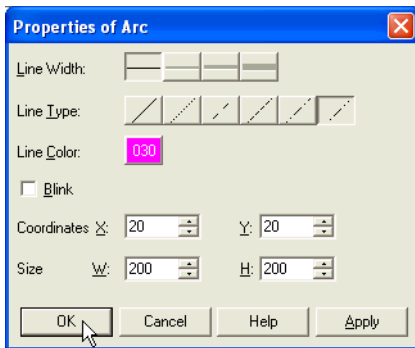 Properties of Arc
Line Width:
Line Type:
Line Color: 030
Blink
Coordinates X: 20 Y: 20
Size W: 200 H: 200
OK Cancel Help Apply